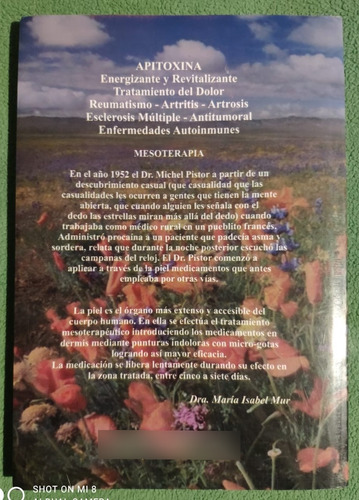 APITOXINA
Energizante y Revitalizante
Tratamiento del Dolor
Reumatismo - Artritis - Artrosis
Esclerosis Múltiple - Antitumoral
Enfermedades Autoinmunes
MESOTERAPIA
En el año 1952 el Dr. Michel Pistor a partir de un
descubrimiento casual (que casualidad que las
casualidades les ocurren a gentes que tienen la mente
abierta, que cuando alguien les señala con el
dedo las estrellas miran más allá del dedo) cuando
trabajaba como médico rural en un pueblito francés.
Administró procaína a un paciente que padecía asma y
sordera, relata que durante la noche posterior escuchó las
campanas del reloj. El Dr. Pistor comenzó a
aplicar a través de la piel medicamentos que antes
empleaba por otras vías.
La piel es el órgano más extenso y accesible del
cuerpo humano. En ella se efectúa el tratamiento
mesoterapéutico introduciendo los medicamentos en
dermis mediante punturas indoloras con micro-gotas
logrando así mayor eficacia.
La medicación se libera lentamente durando su efecto en
la zona tratada, entre cinco a siete días.
Dra. María Isabel Mur
SHOT ON MI 8
AI DUAL CAMERA